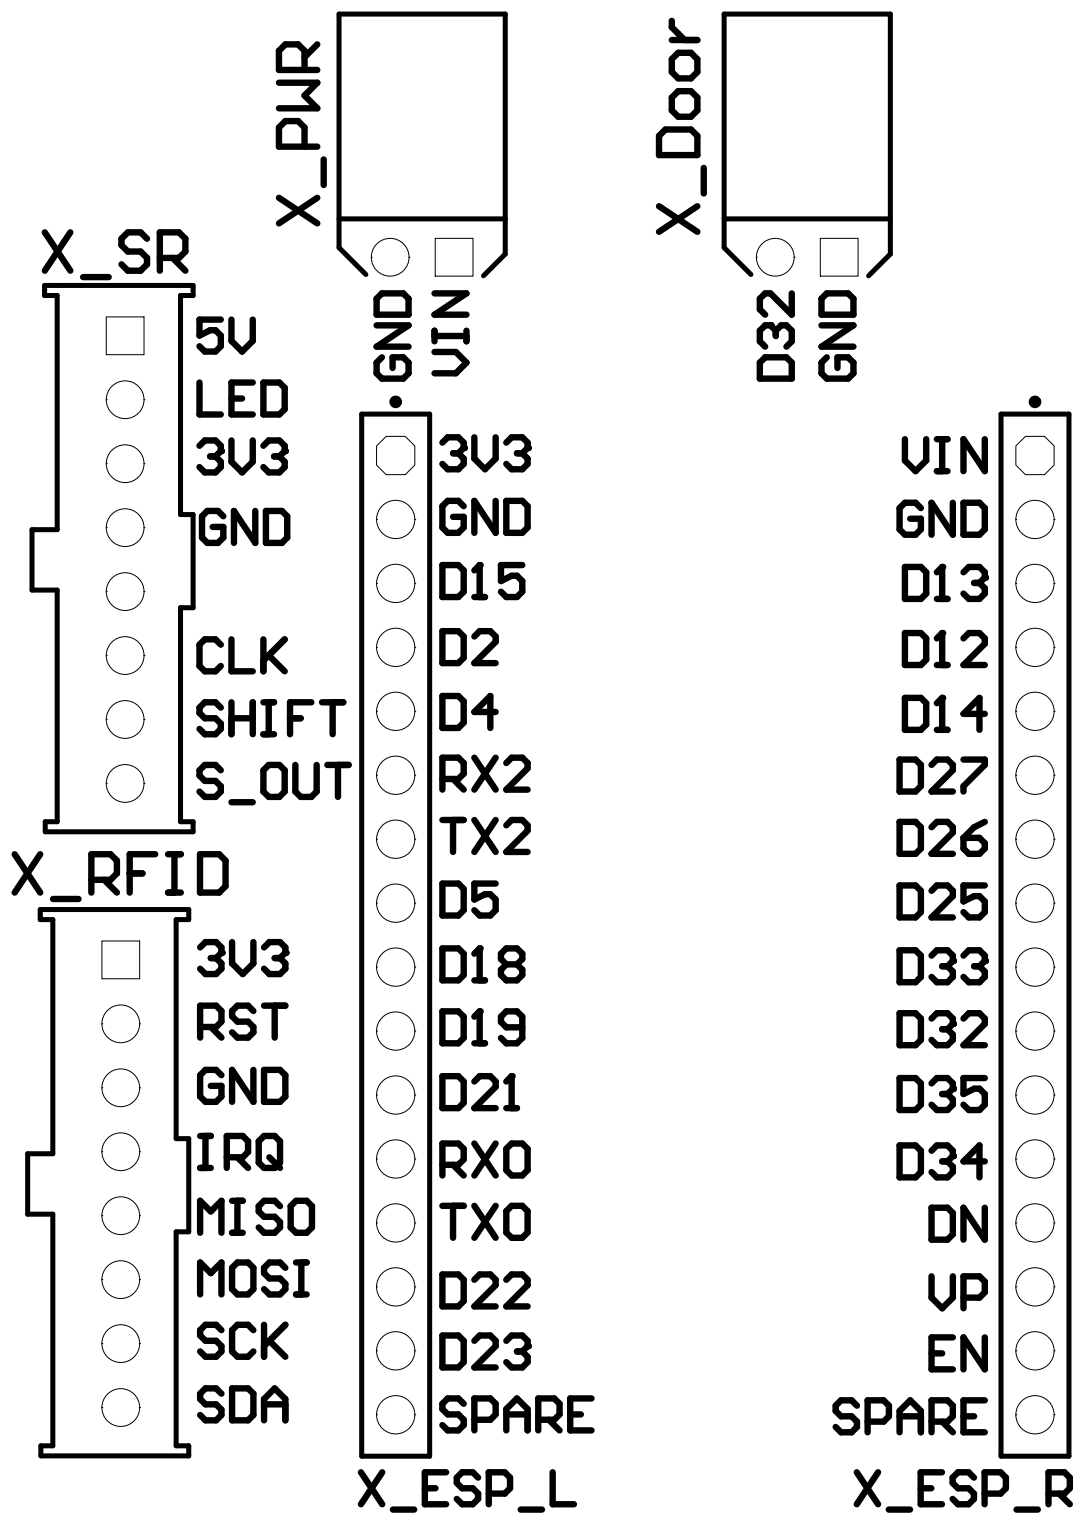 X_PWR
GND
VIN
X_Door
D32
GND
X_SR
5V
LED
3V3
GND
CLK
SHIFT
S_OUT
X_RFID
3V3
RST
GND
IRQ
MISO
MOSI
SCK
SDA
3V3
GND
D15
D2
D4
RX2
TX2
D5
D18
D19
D21
RX0
TX0
D22
D23
SPARE
X_ESP_L
VIN
GND
D13
D12
D14
D27
D26
D25
D33
D32
D35
D34
DN
VP
EN
SPARE
X_ESP_R